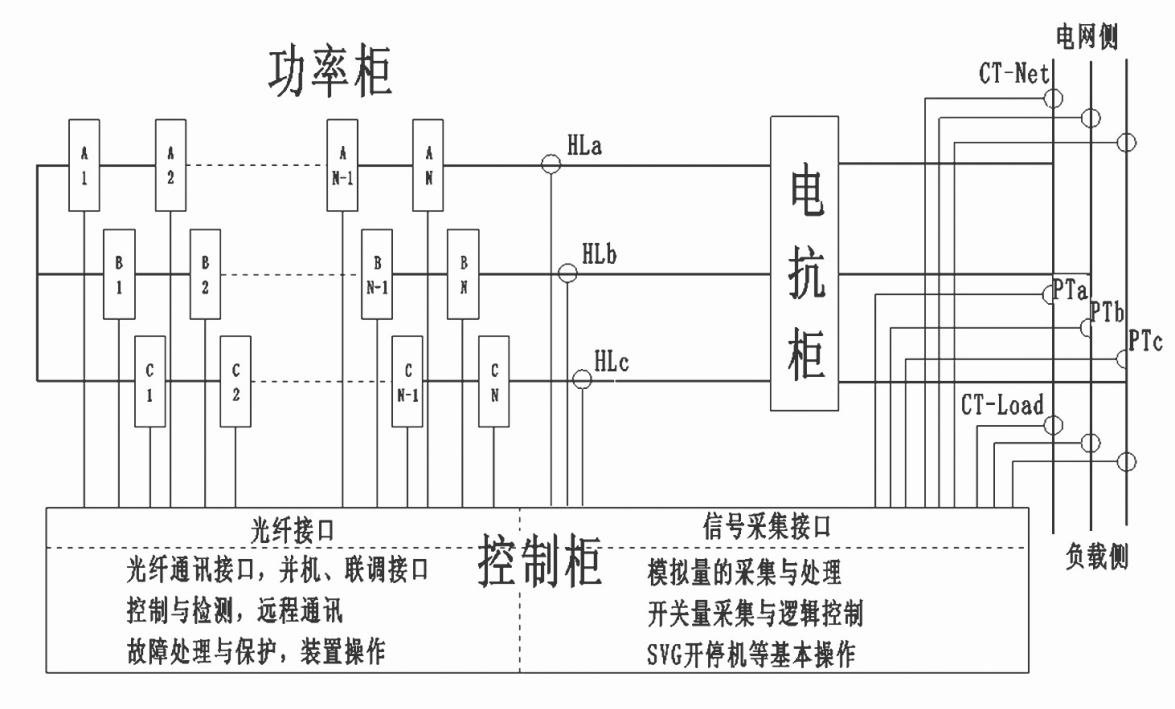 电网侧
功率柜
CT-Net
A
1
A
2
A
N-1
A
N
HLa
电抗柜
B
1
B
2
B
N-1
B
N
HLb
PTa
PTb
PTc
C
1
C
2
C
N-1
C
N
HLc
CT-Load
光纤接口
控制柜
信号采集接口
负载侧
光纤通讯接口，并机、联调接口
控制与检测，远程通讯
故障处理与保护，装置操作
模拟量的采集与处理
开关量采集与逻辑控制
SVG开停机等基本操作